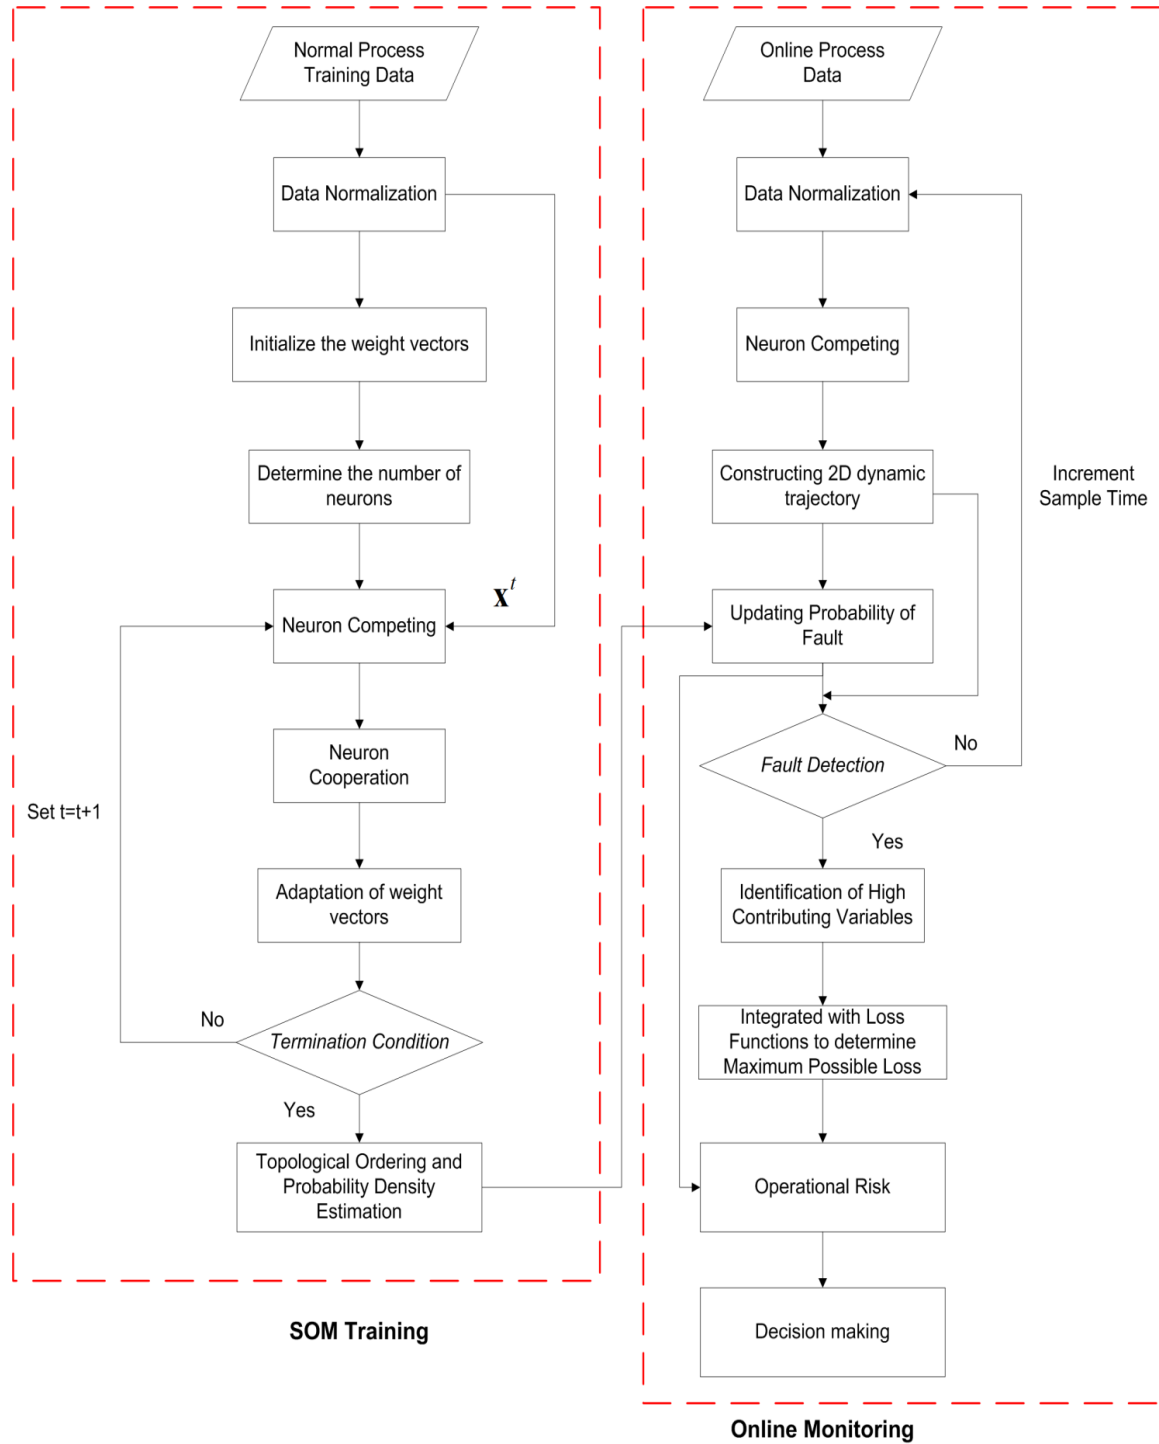 Normal Process
Training Data
Data Normalization
Initialize the weight vectors
Determine the number of
neurons
x^t
Neuron Competing
Neuron
Cooperation
Set t=t+1
Adaptation of weight
vectors
No
Termination Condition
Yes
Topological Ordering and
Probability Density
Estimation
SOM Training
Online Process
Data
Data Normalization
Neuron Competing
Constructing 2D dynamic
trajectory
Increment
Sample Time
Updating Probability of
Fault
No
Fault Detection
Yes
Identification of High
Contributing Variables
Integrated with Loss
Functions to determine
Maximum Possible Loss
Operational Risk
Decision making
Online Monitoring